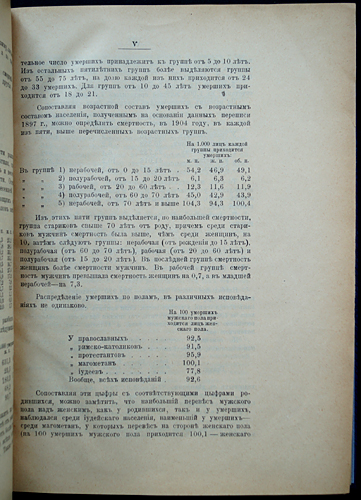 V
тельное число умершихъ принадлежитъ къ группѣ отъ 5 до 10 лѣтъ.
Изъ остальныхъ пятилѣтнихъ группъ болѣе выдѣляются группы
отъ 55 до 75 лѣтъ, на долю каждой изъ нихъ приходится отъ 24
до 33 умершихъ. Для группъ отъ 10 до 45 лѣтъ умершихъ при-
ходится отъ 18 до 21.
Сопоставляя возрастной составъ умершихъ съ возрастнымъ
составомъ населенія, полученнымъ на основаніи данныхъ переписи
1897 г., можно опредѣлить смертность, въ 1904 году, въ каждой
изъ пяти, выше перечисленныхъ возрастныхъ группъ.
На 1.000 лицъ каждой
группы приходится
умершихъ:
м. п. ж. п. об. п.
Въ группѣ 1) нерабочей, отъ 0 до 15 лѣтъ . 54,2 46,9 49,1
„ „ 2) полурабочей, отъ 15 до 20 лѣтъ 6,1 6,3 6,2
„ „ 3) рабочей, отъ 20 до 60 лѣтъ . . 12,3 11,6 11,9
„ „ 4) полурабочей, отъ 60 до 70 лѣтъ 45,0 42,9 43,9
„ „ 5) нерабочей, отъ 70 лѣтъ и выше 104,3 94,3 100,4
Изъ этихъ пяти группъ выдѣляется, по наибольшей смертности,
группа стариковъ свыше 70 лѣтъ отъ роду, причемъ среди стари-
ковъ мужчинъ смертность была выше, чѣмъ среди женщинъ, на
10, затѣмъ слѣдуютъ группы: нерабочая (отъ рожденія до 15 лѣтъ),
полурабочая (отъ 60 до 70 лѣтъ), рабочая (отъ 20 до 60 лѣтъ) и
полурабочая (отъ 15 до 20 лѣтъ). Въ послѣдней группѣ смертность
женщинъ болѣе смертности мужчинъ. Въ рабочей группѣ смерт-
ность мужчинъ превышала смертность женщинъ на 0,7, а въ младшей
нерабочей—на 7,3.
Распредѣленіе умершихъ по поламъ, въ различныхъ исповѣда-
ніяхъ не одинаково.
На 100 умершихъ
мужского пола при-
ходится лицъ жен-
скаго пола.
У православныхъ . . . . 92,5
„ римско-католиковъ . . . 91,5
„ протестантовъ . . . . 95,9
„ магометанъ . . . . . 100,1
„ іудеевъ . . . . . . 77,8
Вообще, всѣхъ исповѣданій . . 92,6
Сопоставляя эти цифры съ соотвѣтствующими цифрами ро-
дившихся, можно замѣтить, что наибольшій перевѣсъ мужского
пола надъ женскимъ, какъ у родившихся, такъ и у умершихъ,
наблюдался среди іудейскаго населенія, наименьшій у умершихъ—
среди магометанъ, у которыхъ перевѣсъ на сторонѣ женскаго пола
(на 100 умершихъ мужского пола приходится 100,1 — женскаго